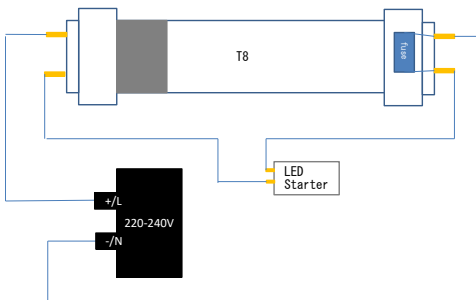 T8
fuse
LED
Starter
+/L
220-240V
-/N